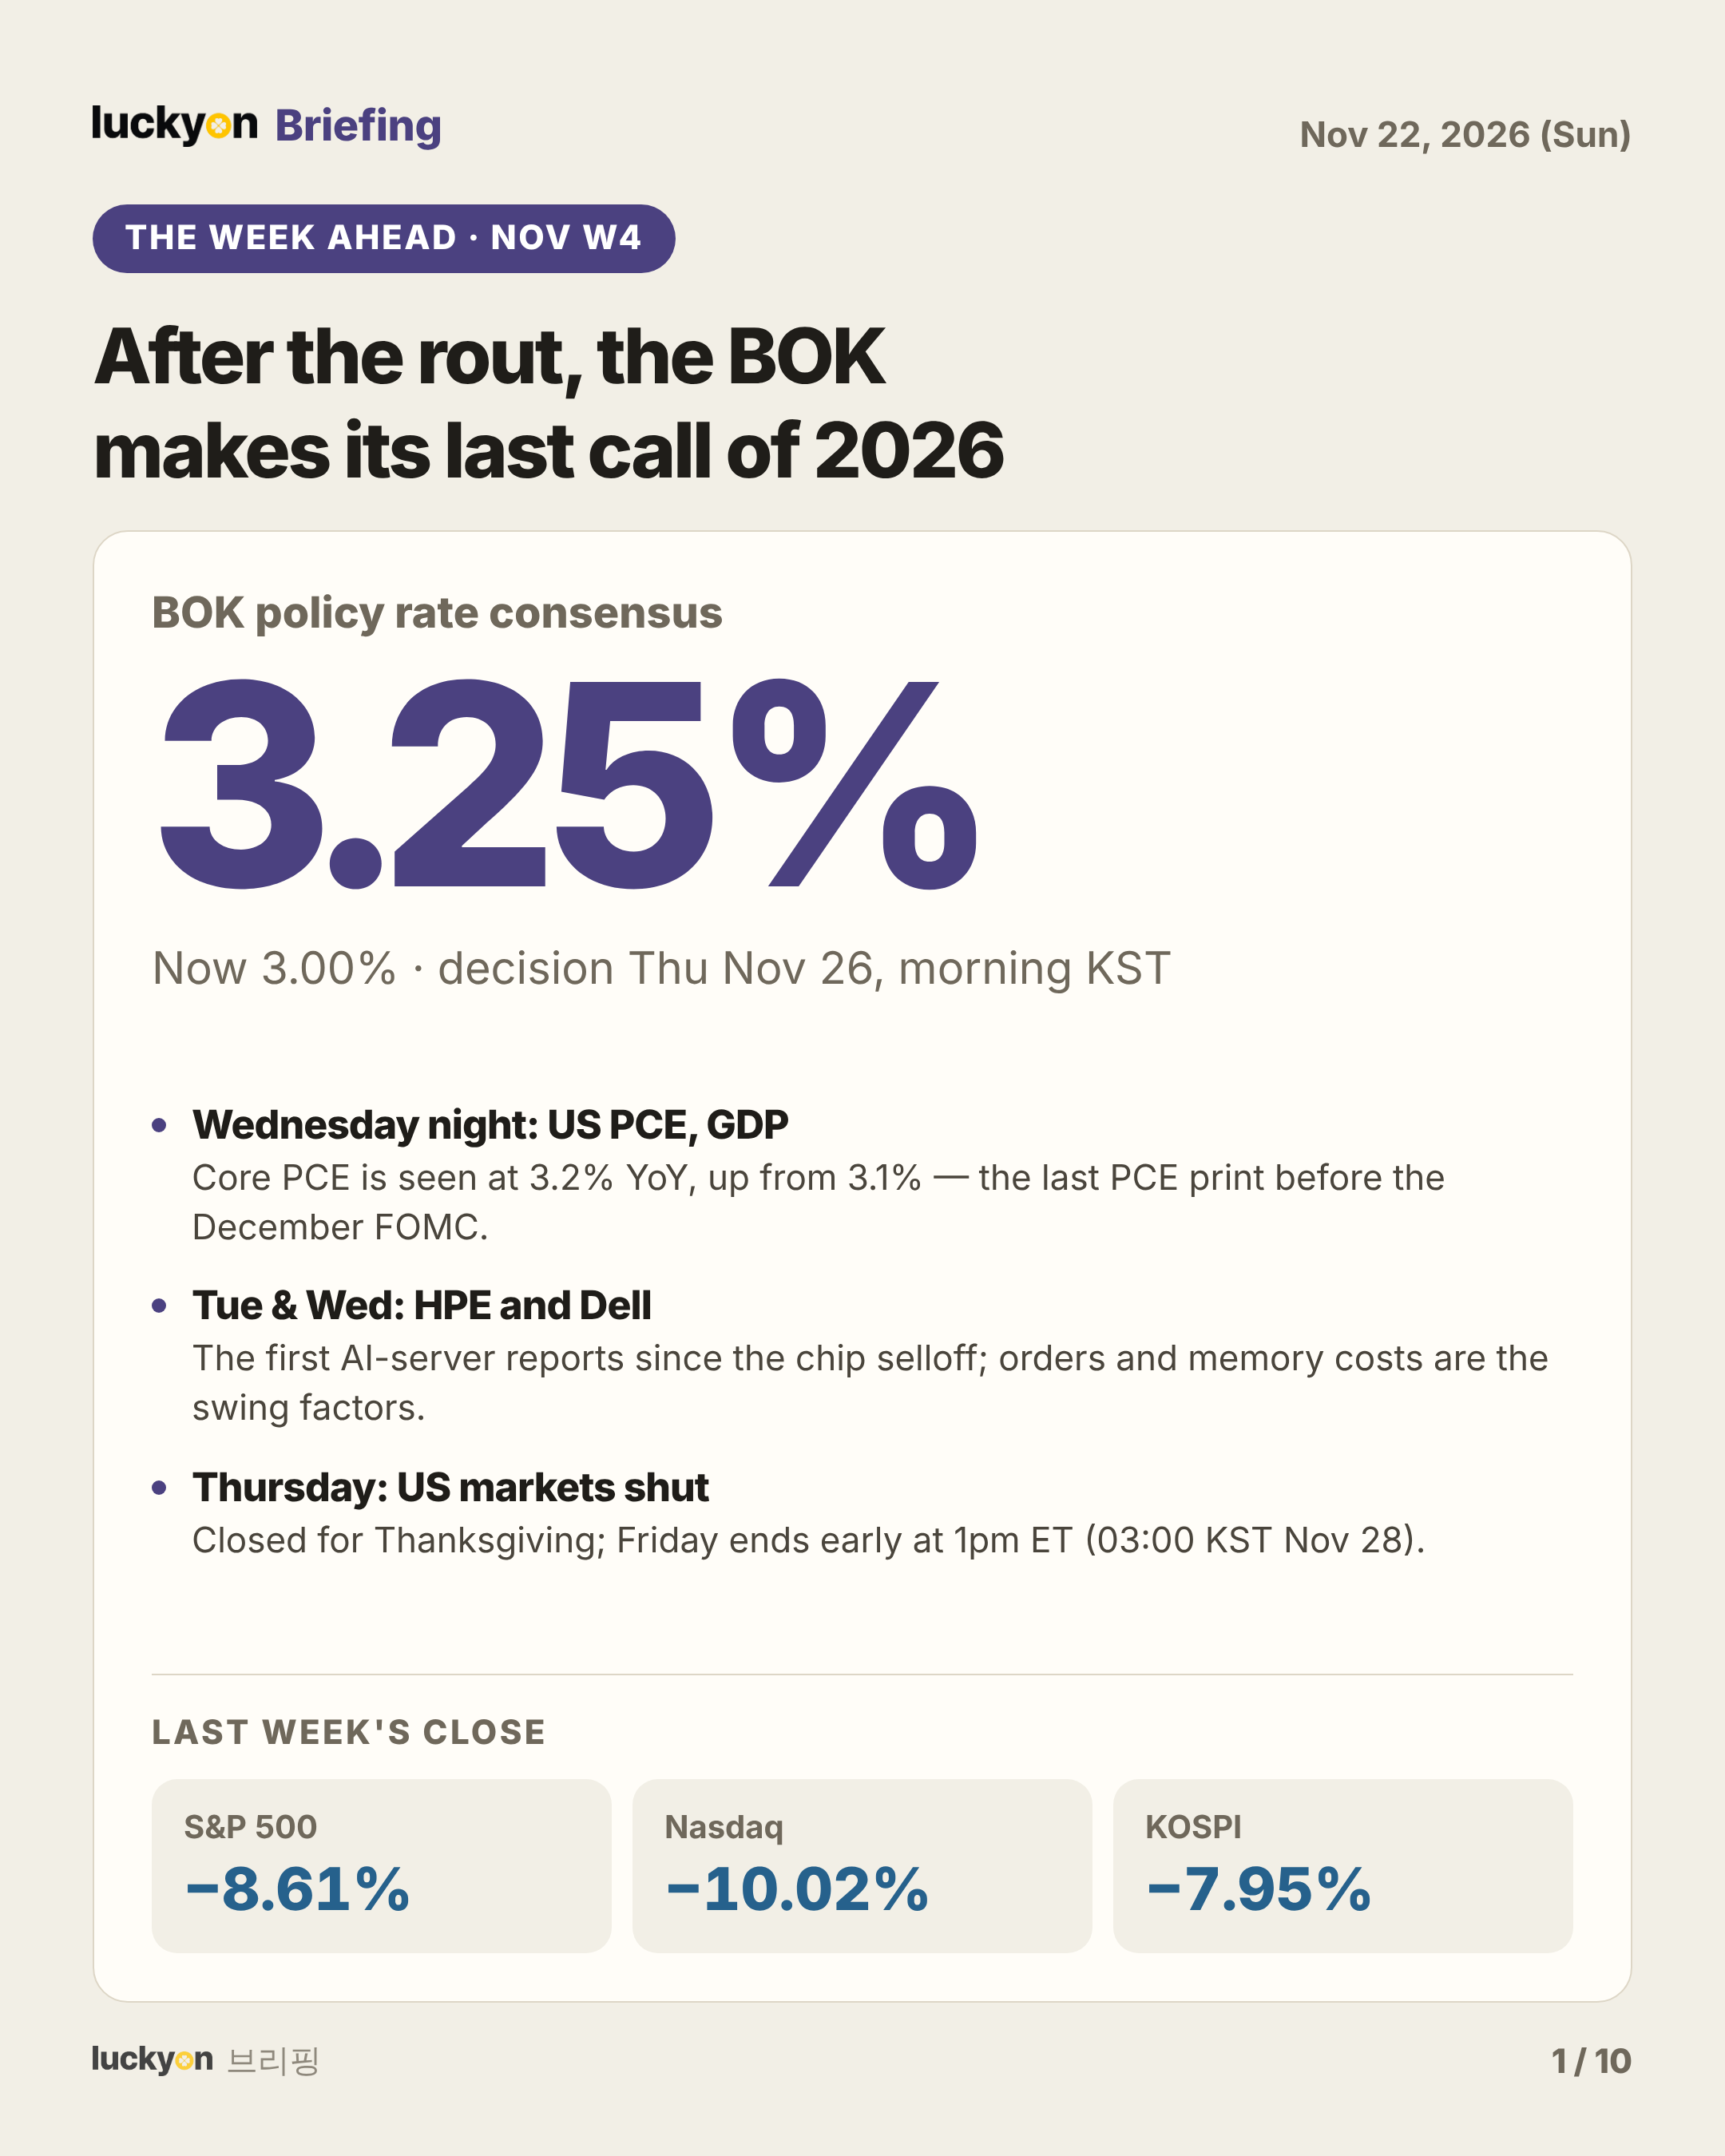 luckyon Briefing
Nov 22, 2026 (Sun)
THE WEEK AHEAD · NOV W4
After the rout, the BOK
makes its last call of 2026
BOK policy rate consensus
3.25%
Now 3.00% · decision Thu Nov 26, morning KST
• Wednesday night: US PCE, GDP
Core PCE is seen at 3.2% YoY, up from 3.1% — the last PCE print before the
December FOMC.
• Tue & Wed: HPE and Dell
The first AI-server reports since the chip selloff; orders and memory costs are the
swing factors.
• Thursday: US markets shut
Closed for Thanksgiving; Friday ends early at 1pm ET (03:00 KST Nov 28).
LAST WEEK'S CLOSE
S&P 500
−8.61%
Nasdaq
−10.02%
KOSPI
−7.95%
luckyon 브리핑
1 / 10